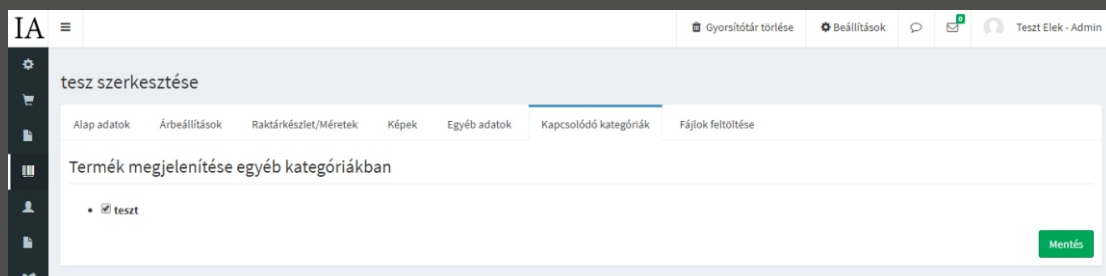 IA
Gyorsítótár törlése Beállítások 0 Teszt Elek - Admin
tesz szerkesztése
Alap adatok Árbeállítások Raktárkészlet/Méretek Képek Egyéb adatok Kapcsolódó kategóriák Fájlok feltöltése
Termék megjelenítése egyéb kategóriákban
teszt
Mentés